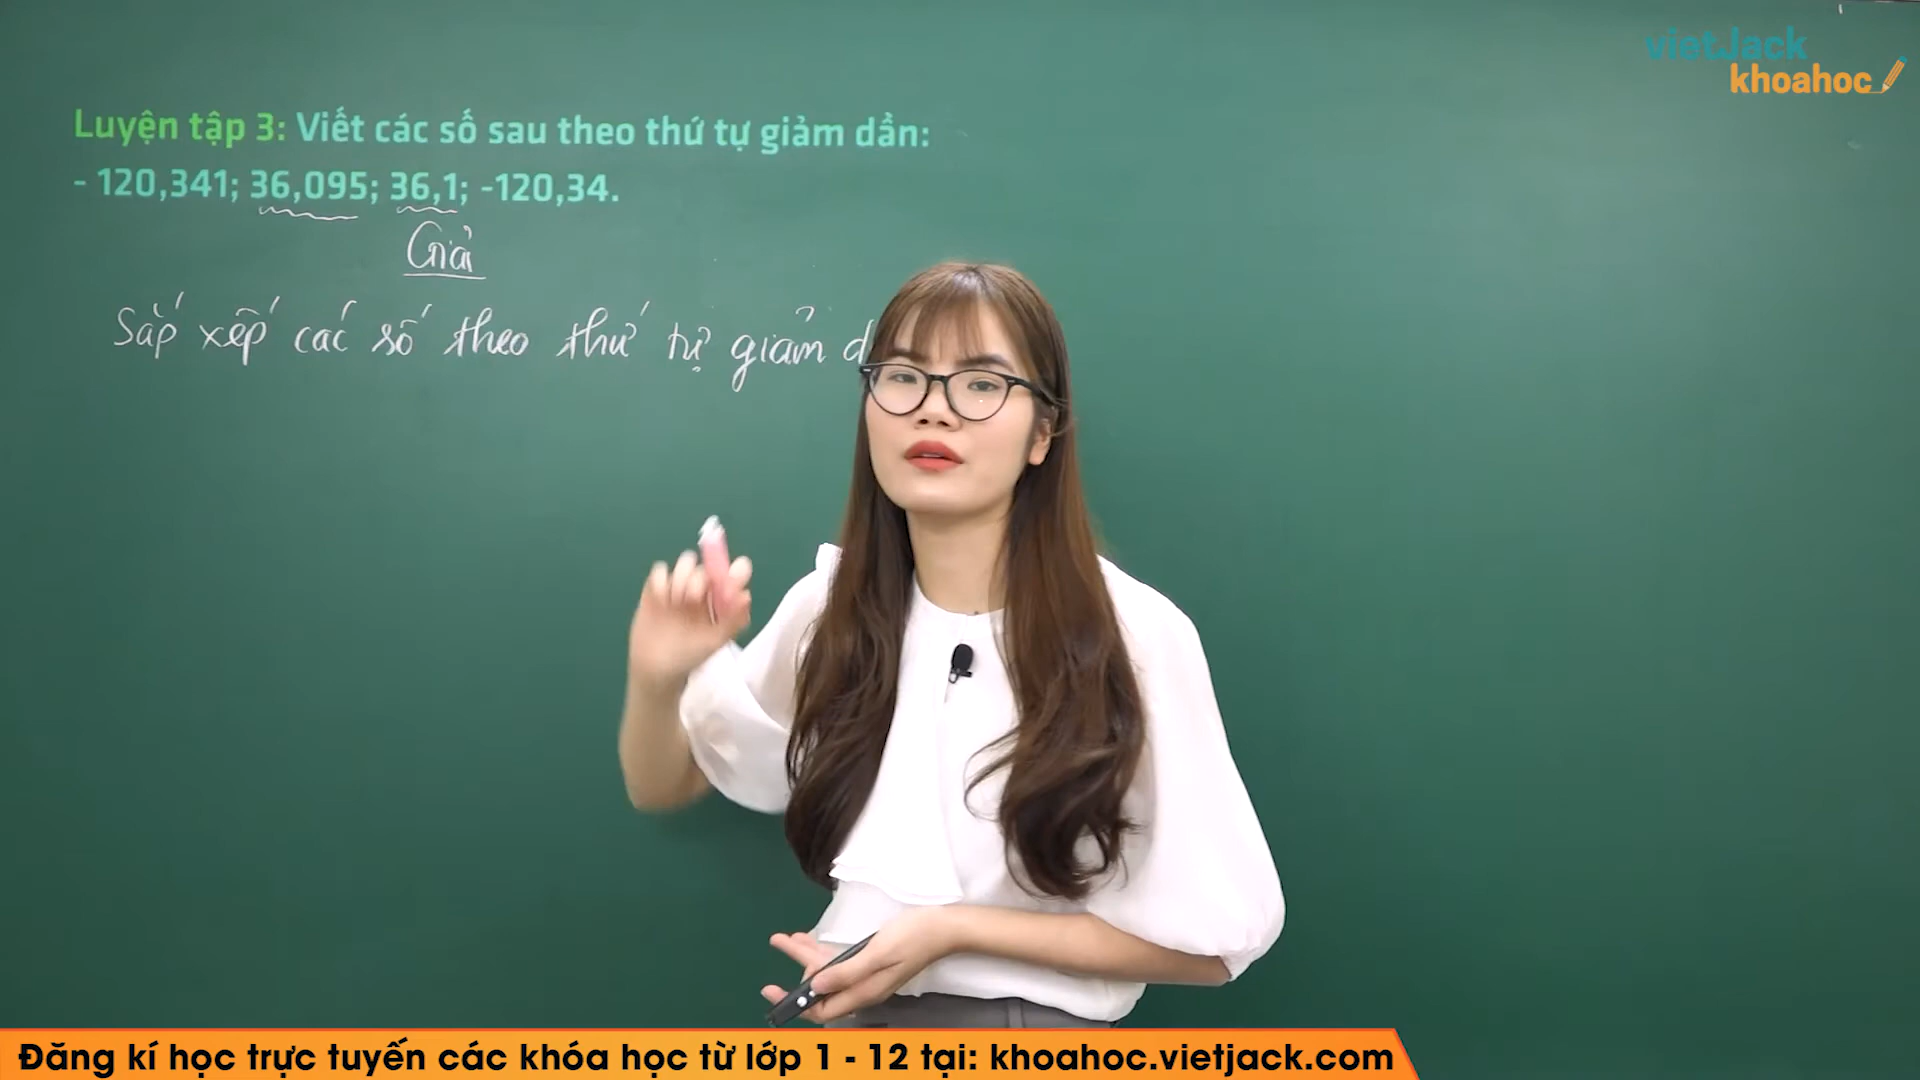 vietJack
khoahoc
Luyện tập 3: Viết các số sau theo thứ tự giảm dần:
- 120,341; 36,095; 36,1; -120,34.
Giải
Sắp xếp các số theo thứ tự giảm d
Đăng kí học trực tuyến các khóa học từ lớp 1 - 12 tại: khoahoc.vietjack.com